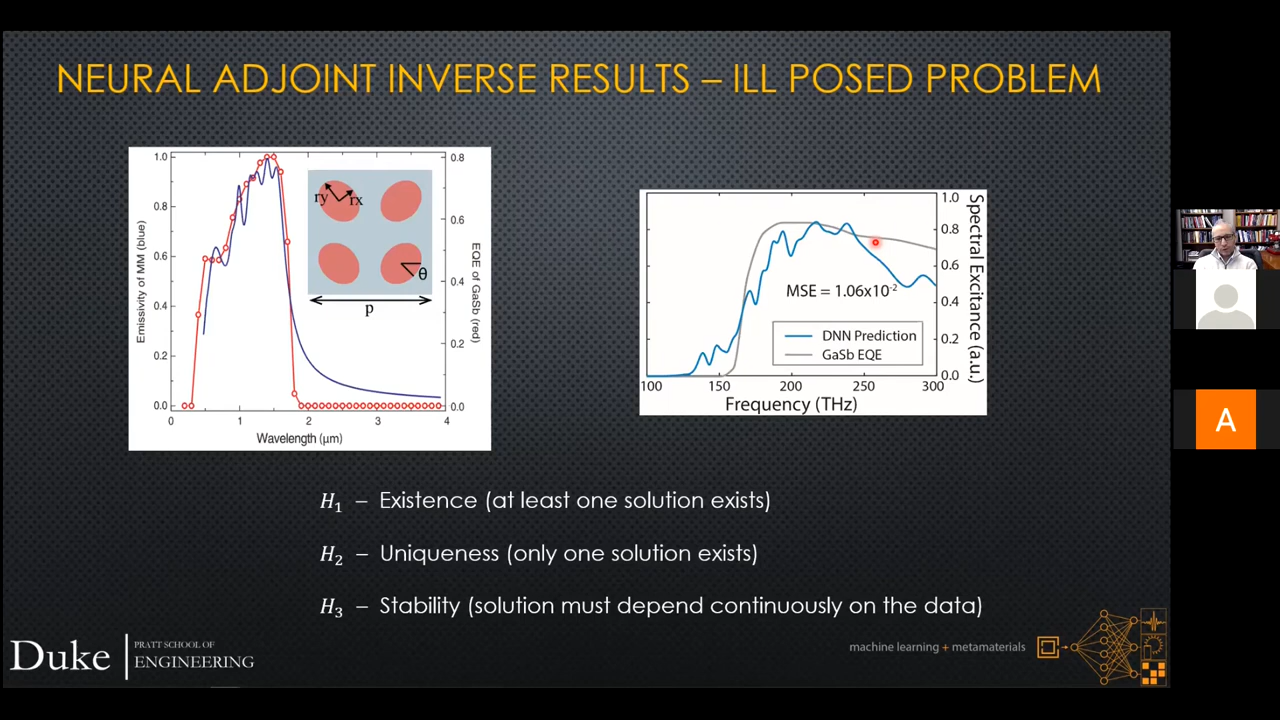 NEURAL ADJOINT INVERSE RESULTS – ILL POSED PROBLEM
1.0
0.8
0.6
0.4
0.2
0.0
Emissivity of MM (blue)
0.8
0.6
0.4
0.2
0.0
EQE of GaSb (red)
0
1
2
3
4
Wavelength (μm)
ry
rx
θ
p
1.0
0.8
0.6
0.4
0.2
0.0
Spectral Excitance (a.u.)
MSE = 1.06x10⁻²
DNN Prediction
GaSb EQE
100
150
200
250
300
Frequency (THz)
H₁ – Existence (at least one solution exists)
H₂ – Uniqueness (only one solution exists)
H₃ – Stability (solution must depend continuously on the data)
Duke
PRATT SCHOOL OF
ENGINEERING
machine learning + metamaterials
A